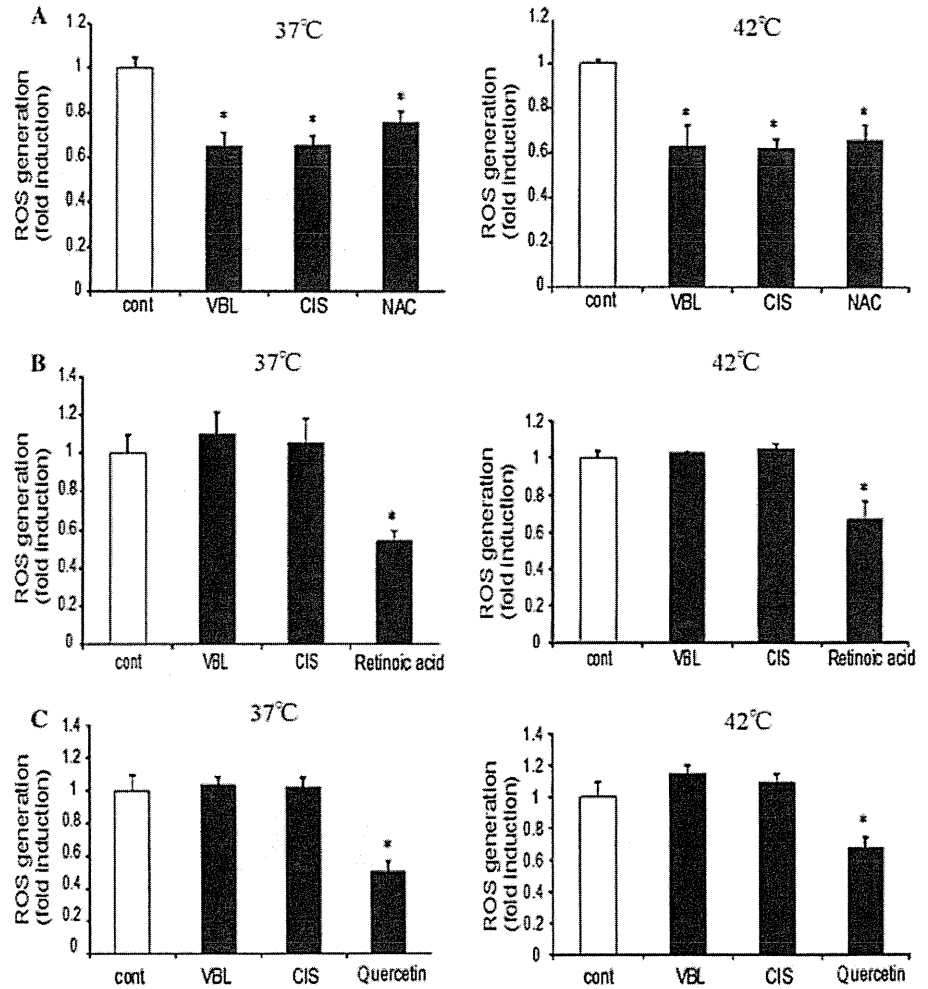 A
37°C
ROS generation
(fold induction)
1.2
1
0.8
0.6
0.4
0.2
0
*
*
*
cont
VBL
CIS
NAC
42°C
ROS generation
(fold induction)
1.2
1
0.8
0.6
0.4
0.2
0
*
*
*
cont
VBL
CIS
NAC
B
37°C
ROS generation
(fold induction)
1.4
1.2
1
0.8
0.6
0.4
0.2
0
*
cont
VBL
CIS
Retinoic acid
42°C
ROS generation
(fold induction)
1.2
1
0.8
0.6
0.4
0.2
0
*
cont
VBL
CIS
Retinoic acid
C
37°C
ROS generation
(fold induction)
1.4
1.2
1
0.8
0.6
0.4
0.2
0
*
cont
VBL
CIS
Quercetin
42°C
ROS generation
(fold induction)
1.4
1.2
1
0.8
0.6
0.4
0.2
0
*
cont
VBL
CIS
Quercetin